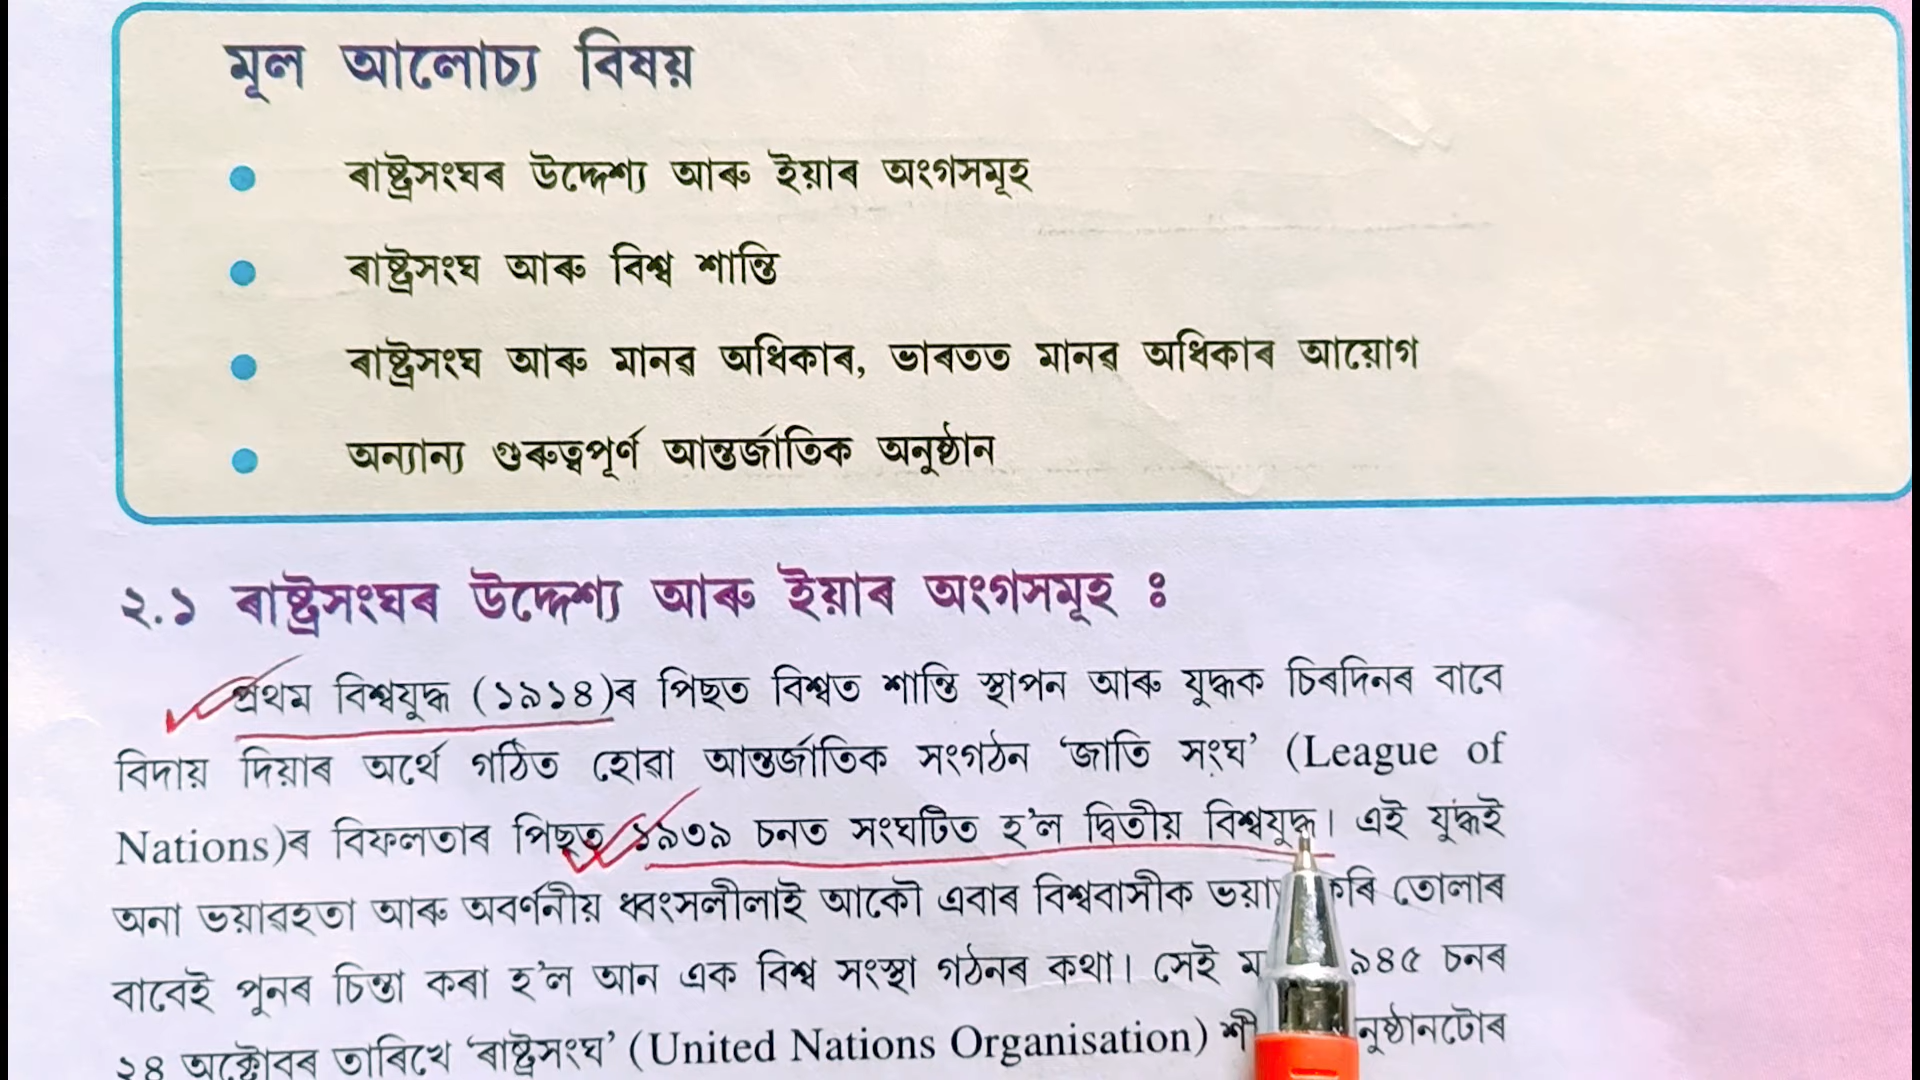 মূল আলোচ্য বিষয়
ৰাষ্ট্ৰসংঘৰ উদ্দেশ্য আৰু ইয়াৰ অংগসমূহ
ৰাষ্ট্ৰসংঘ আৰু বিশ্ব শান্তি
ৰাষ্ট্ৰসংঘ আৰু মানৱ অধিকাৰ, ভাৰতত মানৱ অধিকাৰ আয়োগ
অন্যান্য গুৰুত্বপূৰ্ণ আন্তৰ্জাতিক অনুষ্ঠান
২.১ ৰাষ্ট্ৰসংঘৰ উদ্দেশ্য আৰু ইয়াৰ অংগসমূহ ঃ
প্ৰথম বিশ্বযুদ্ধ (১৯১৪)ৰ পিছত বিশ্বত শান্তি স্থাপন আৰু যুদ্ধক চিৰদিনৰ বাবে
বিদায় দিয়াৰ অৰ্থে গঠিত হোৱা আন্তৰ্জাতিক সংগঠন ‘জাতি সংঘ’ (League of
Nations)ৰ বিফলতাৰ পিছত ১৯৩৯ চনত সংঘটিত হ’ল দ্বিতীয় বিশ্বযুদ্ধ। এই যুদ্ধই
অনা ভয়াৱহতা আৰু অবৰ্ণনীয় ধ্বংসলীলাই আকৌ এবাৰ বিশ্ববাসীক তোলাৰ
বাবেই পুনৰ চিন্তা কৰা হ’ল আন এক বিশ্ব সংস্থা গঠনৰ কথা। সেই চনৰ
২৪ অক্টোবৰ তাৰিখে ‘ৰাষ্ট্ৰসংঘ’ (United Nations Organisation)